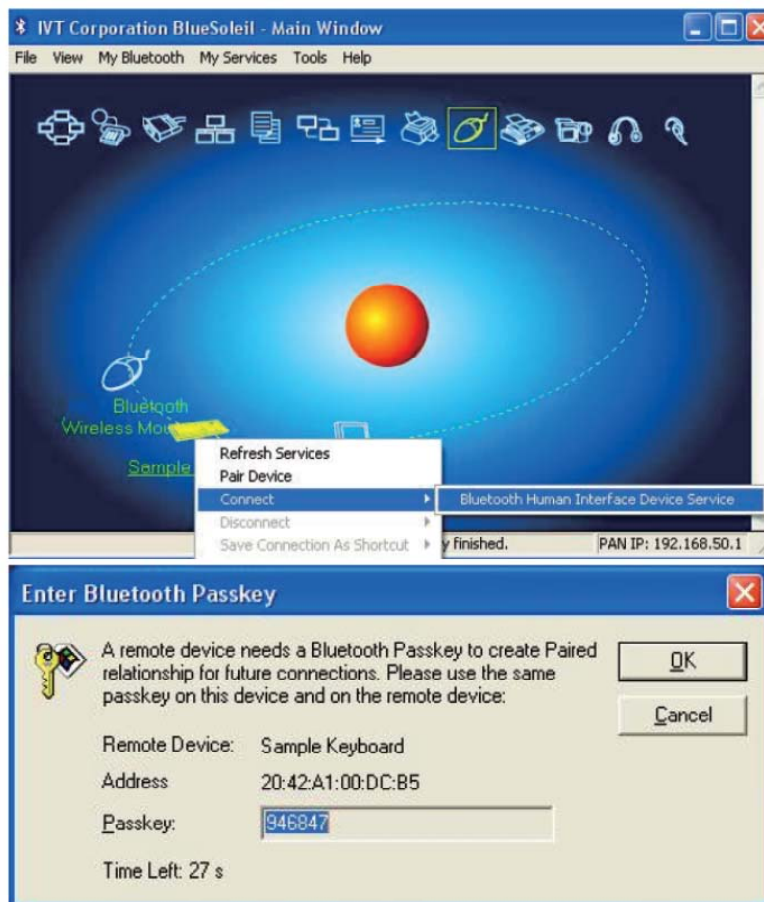 IVT Corporation BlueSoleil - Main Window
File View My Bluetooth My Services Tools Help
Bluetooth
Wireless
Sample
Refresh Services
Pair Device
Connect
Bluetooth Human Interface Device Service
Disconnect
Save Connection As Shortcut
finished.
PAN IP: 192.168.50.1
Enter Bluetooth Passkey
A remote device needs a Bluetooth Passkey to create Paired
relationship for future connections. Please use the same
passkey on this device and on the remote device:
OK
Cancel
Remote Device: Sample Keyboard
Address 20:42:A1:00:DC:B5
Passkey: 946847
Time Left: 27 s